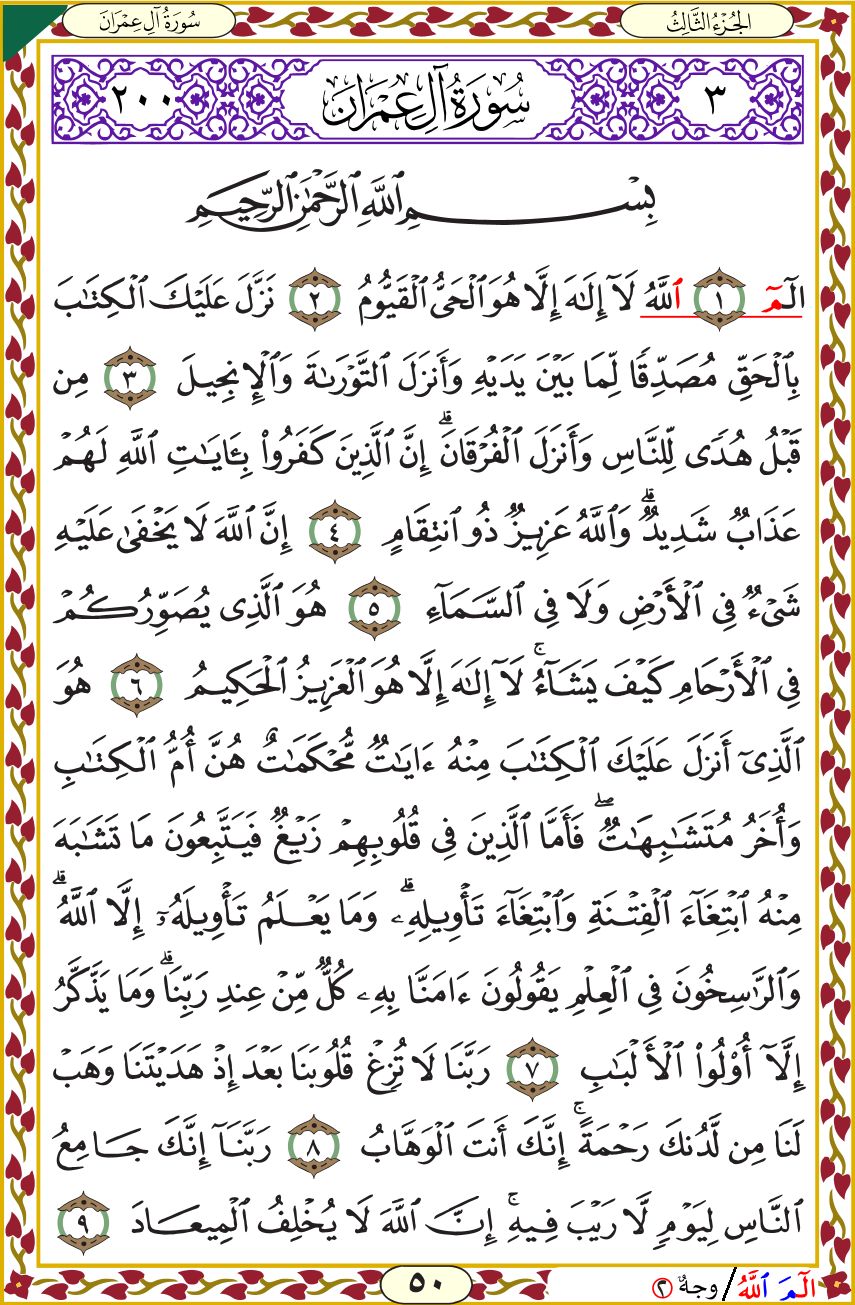 الجُزْءُ الثَّالِثُ
سُورَةُ آلِ عِمْرَانَ
٣ سُورَةُ آلِ عِمْرَانَ ٢٠٠
بِسْمِ ٱللَّهِ ٱلرَّحْمَٰنِ ٱلرَّحِيمِ
الٓمٓ ١ ٱللَّهُ لَآ إِلَٰهَ إِلَّا هُوَ ٱلْحَىُّ ٱلْقَيُّومُ ٢ نَزَّلَ عَلَيْكَ ٱلْكِتَٰبَ
بِٱلْحَقِّ مُصَدِّقًا لِّمَا بَيْنَ يَدَيْهِ وَأَنزَلَ ٱلتَّوْرَىٰةَ وَٱلْإِنجِيلَ ٣ مِن
قَبْلُ هُدًى لِّلنَّاسِ وَأَنزَلَ ٱلْفُرْقَانَ ۗ إِنَّ ٱلَّذِينَ كَفَرُوا۟ بِـَٔايَٰتِ ٱللَّهِ لَهُمْ
عَذَابٌ شَدِيدٌ ۗ وَٱللَّهُ عَزِيزٌ ذُو ٱنتِقَامٍ ٤ إِنَّ ٱللَّهَ لَا يَخْفَىٰ عَلَيْهِ
شَىْءٌ فِى ٱلْأَرْضِ وَلَا فِى ٱلسَّمَآءِ ٥ هُوَ ٱلَّذِى يُصَوِّرُكُمْ
فِى ٱلْأَرْحَامِ كَيْفَ يَشَآءُ ۚ لَآ إِلَٰهَ إِلَّا هُوَ ٱلْعَزِيزُ ٱلْحَكِيمُ ٦ هُوَ
ٱلَّذِىٓ أَنزَلَ عَلَيْكَ ٱلْكِتَٰبَ مِنْهُ ءَايَٰتٌ مُّحْكَمَٰتٌ هُنَّ أُمُّ ٱلْكِتَٰبِ
وَأُخَرُ مُتَشَٰبِهَٰتٌ ۖ فَأَمَّا ٱلَّذِينَ فِى قُلُوبِهِمْ زَيْغٌ فَيَتَّبِعُونَ مَا تَشَٰبَهَ
مِنْهُ ٱبْتِغَآءَ ٱلْفِتْنَةِ وَٱبْتِغَآءَ تَأْوِيلِهِۦ ۗ وَمَا يَعْلَمُ تَأْوِيلَهُۥٓ إِلَّا ٱللَّهُ ۗ
وَٱلرَّٰسِخُونَ فِى ٱلْعِلْمِ يَقُولُونَ ءَامَنَّا بِهِۦ كُلٌّ مِّنْ عِندِ رَبِّنَا ۗ وَمَا يَذَّكَّرُ
إِلَّآ أُو۟لُوا۟ ٱلْأَلْبَٰبِ ٧ رَبَّنَا لَا تُزِغْ قُلُوبَنَا بَعْدَ إِذْ هَدَيْتَنَا وَهَبْ
لَنَا مِن لَّدُنكَ رَحْمَةً ۚ إِنَّكَ أَنتَ ٱلْوَهَّابُ ٨ رَبَّنَآ إِنَّكَ جَامِعُ
ٱلنَّاسِ لِيَوْمٍ لَّا رَيْبَ فِيهِ ۚ إِنَّ ٱللَّهَ لَا يُخْلِفُ ٱلْمِيعَادَ ٩
الٓمَ ٱللَّهُ / وجهٌ ٢
٥٠